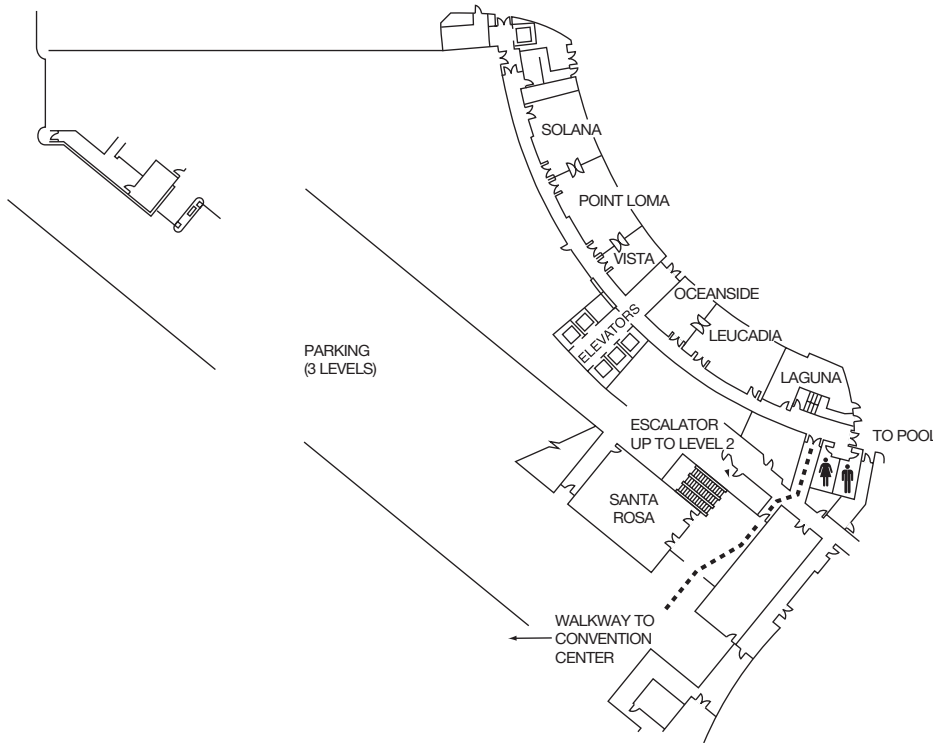 SOLANA
POINT LOMA
VISTA
OCEANSIDE
ELEVATORS
LEUCADIA
PARKING
(3 LEVELS)
LAGUNA
ESCALATOR
UP TO LEVEL 2
TO POOL
SANTA
ROSA
WALKWAY TO
CONVENTION
CENTER